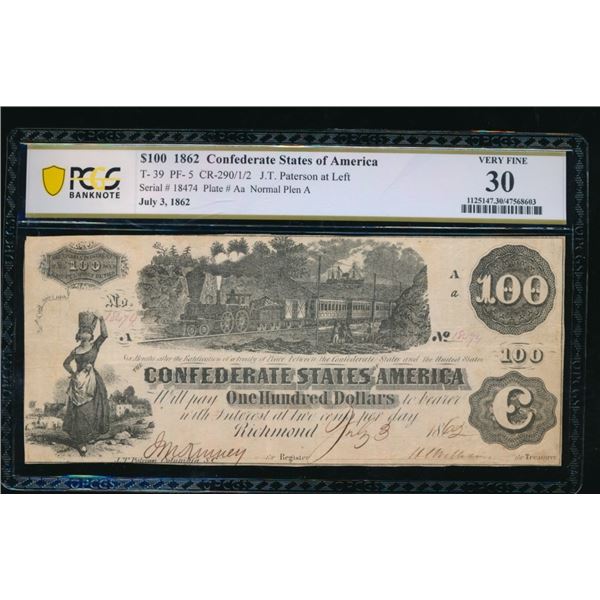 PCGS
BANKNOTE
$100 1862 Confederate States of America
T- 39 PF- 5 CR-290/1/2 J.T. Paterson at Left
Serial # 18474 Plate # Aa Normal Plen A
July 3, 1862
VERY FINE
30
1125147.30/47568603
100
No.
18474
A
A
a
No
18474
100
Six Months after the Ratification of a treaty of Peace between the Confederate States and the United States
100
THE
CONFEDERATE STATES OF AMERICA
Will pay One Hundred Dollars to bearer
with Interest at two cents per day
Richmond July 3 1862
C
for Register
for Treasurer
J.T. Paterson, Columbia, S.C.